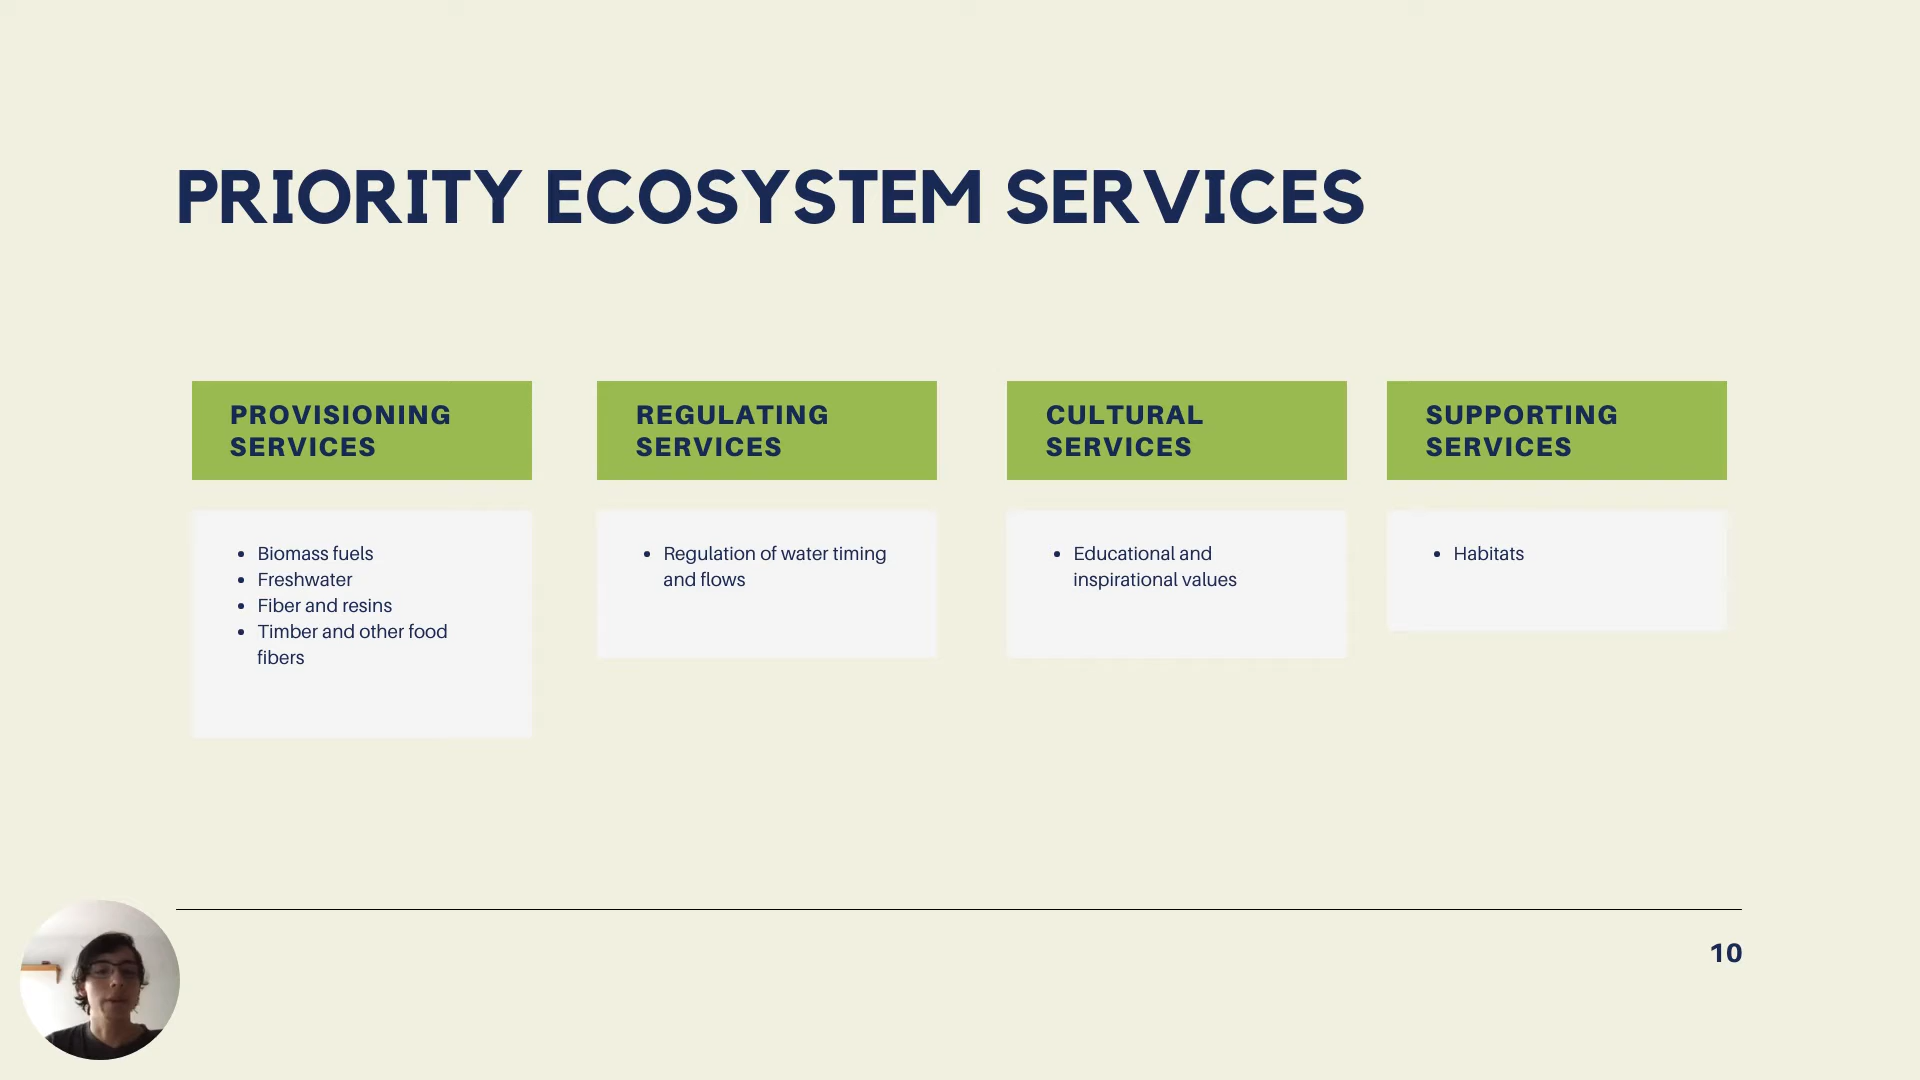 PRIORITY ECOSYSTEM SERVICES
PROVISIONING
SERVICES
• Biomass fuels
• Freshwater
• Fiber and resins
• Timber and other food
fibers
REGULATING
SERVICES
• Regulation of water timing
and flows
CULTURAL
SERVICES
• Educational and
inspirational values
SUPPORTING
SERVICES
• Habitats
10